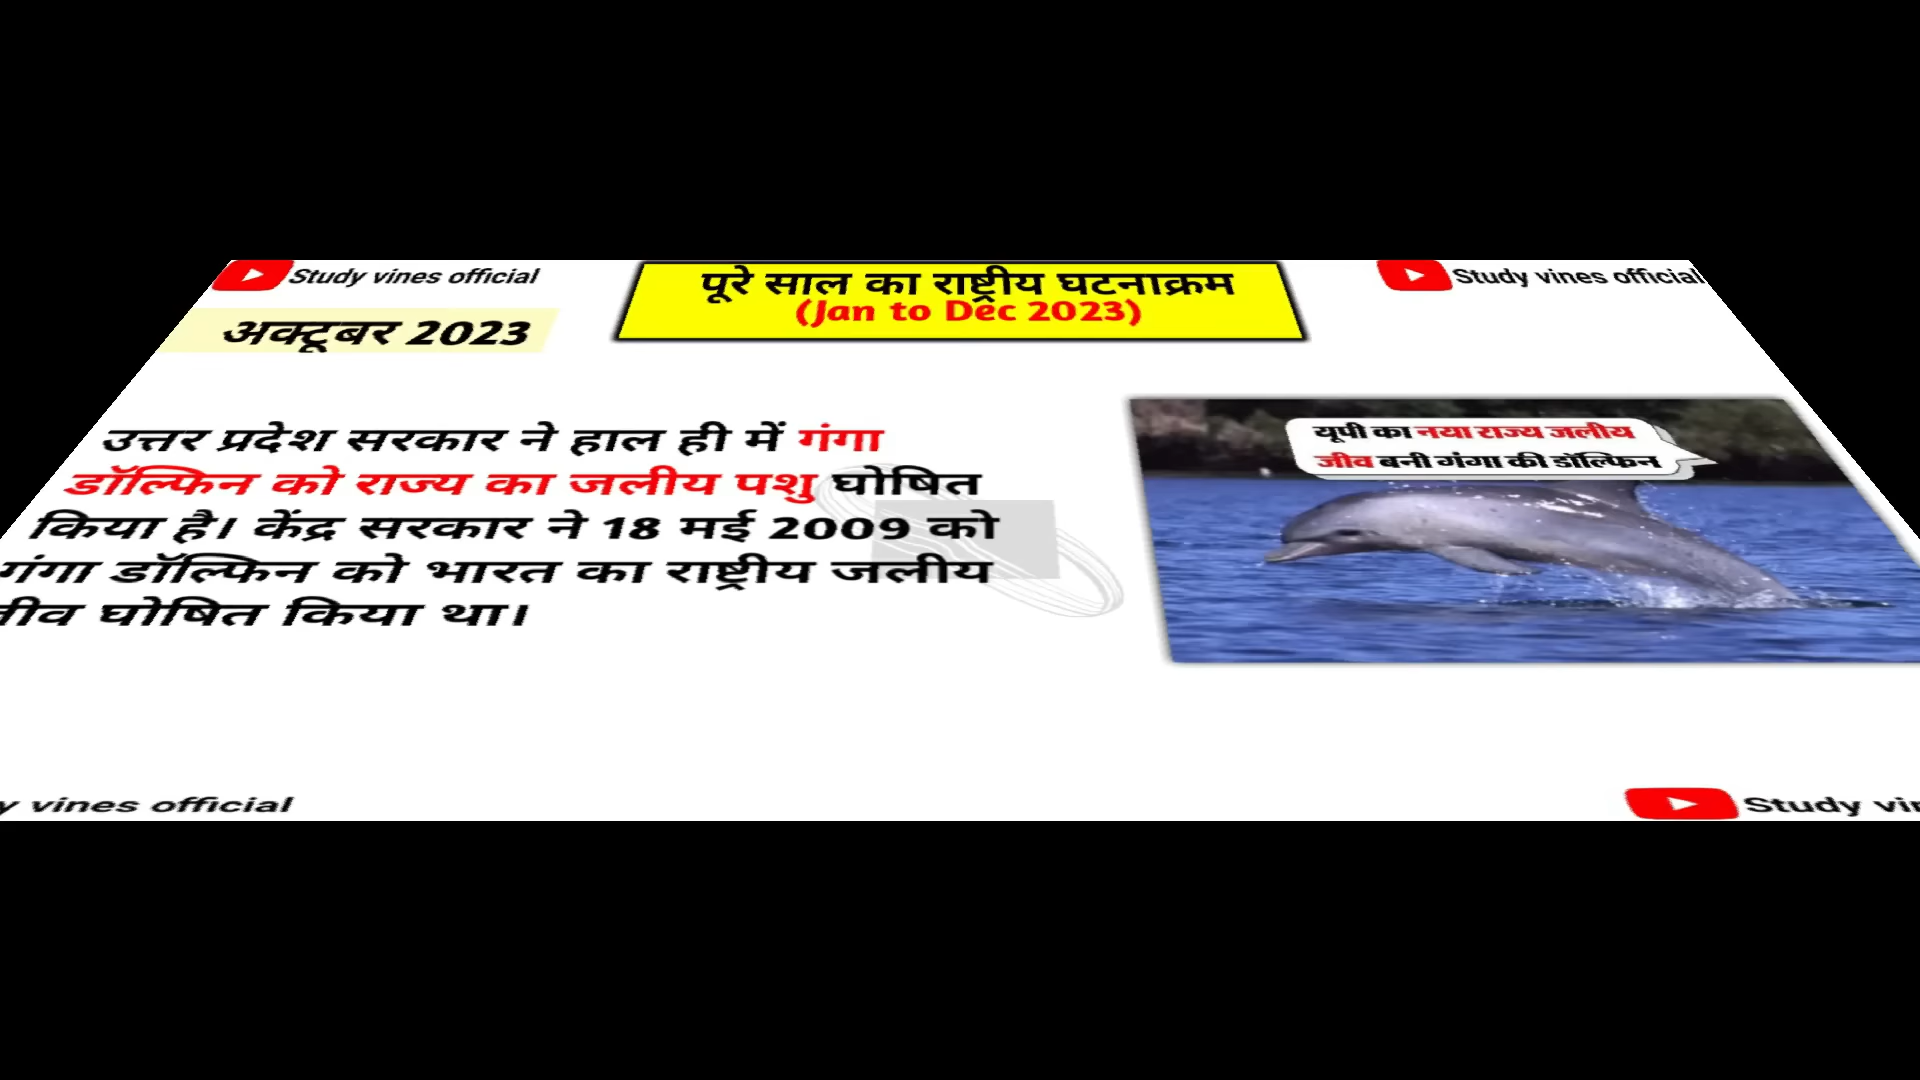 Study vines official
पूरे साल का राष्ट्रीय घटनाक्रम
(Jan to Dec 2023)
Study vines official
अक्टूबर 2023
उत्तर प्रदेश सरकार ने हाल ही में गंगा
डॉल्फिन को राज्य का जलीय पशु घोषित
किया है। केंद्र सरकार ने 18 मई 2009 को
गंगा डॉल्फिन को भारत का राष्ट्रीय जलीय
घोषित किया था।
यूपी का नया राज्य जलीय
जीव बनी गंगा की डॉल्फिन
vines official
Study